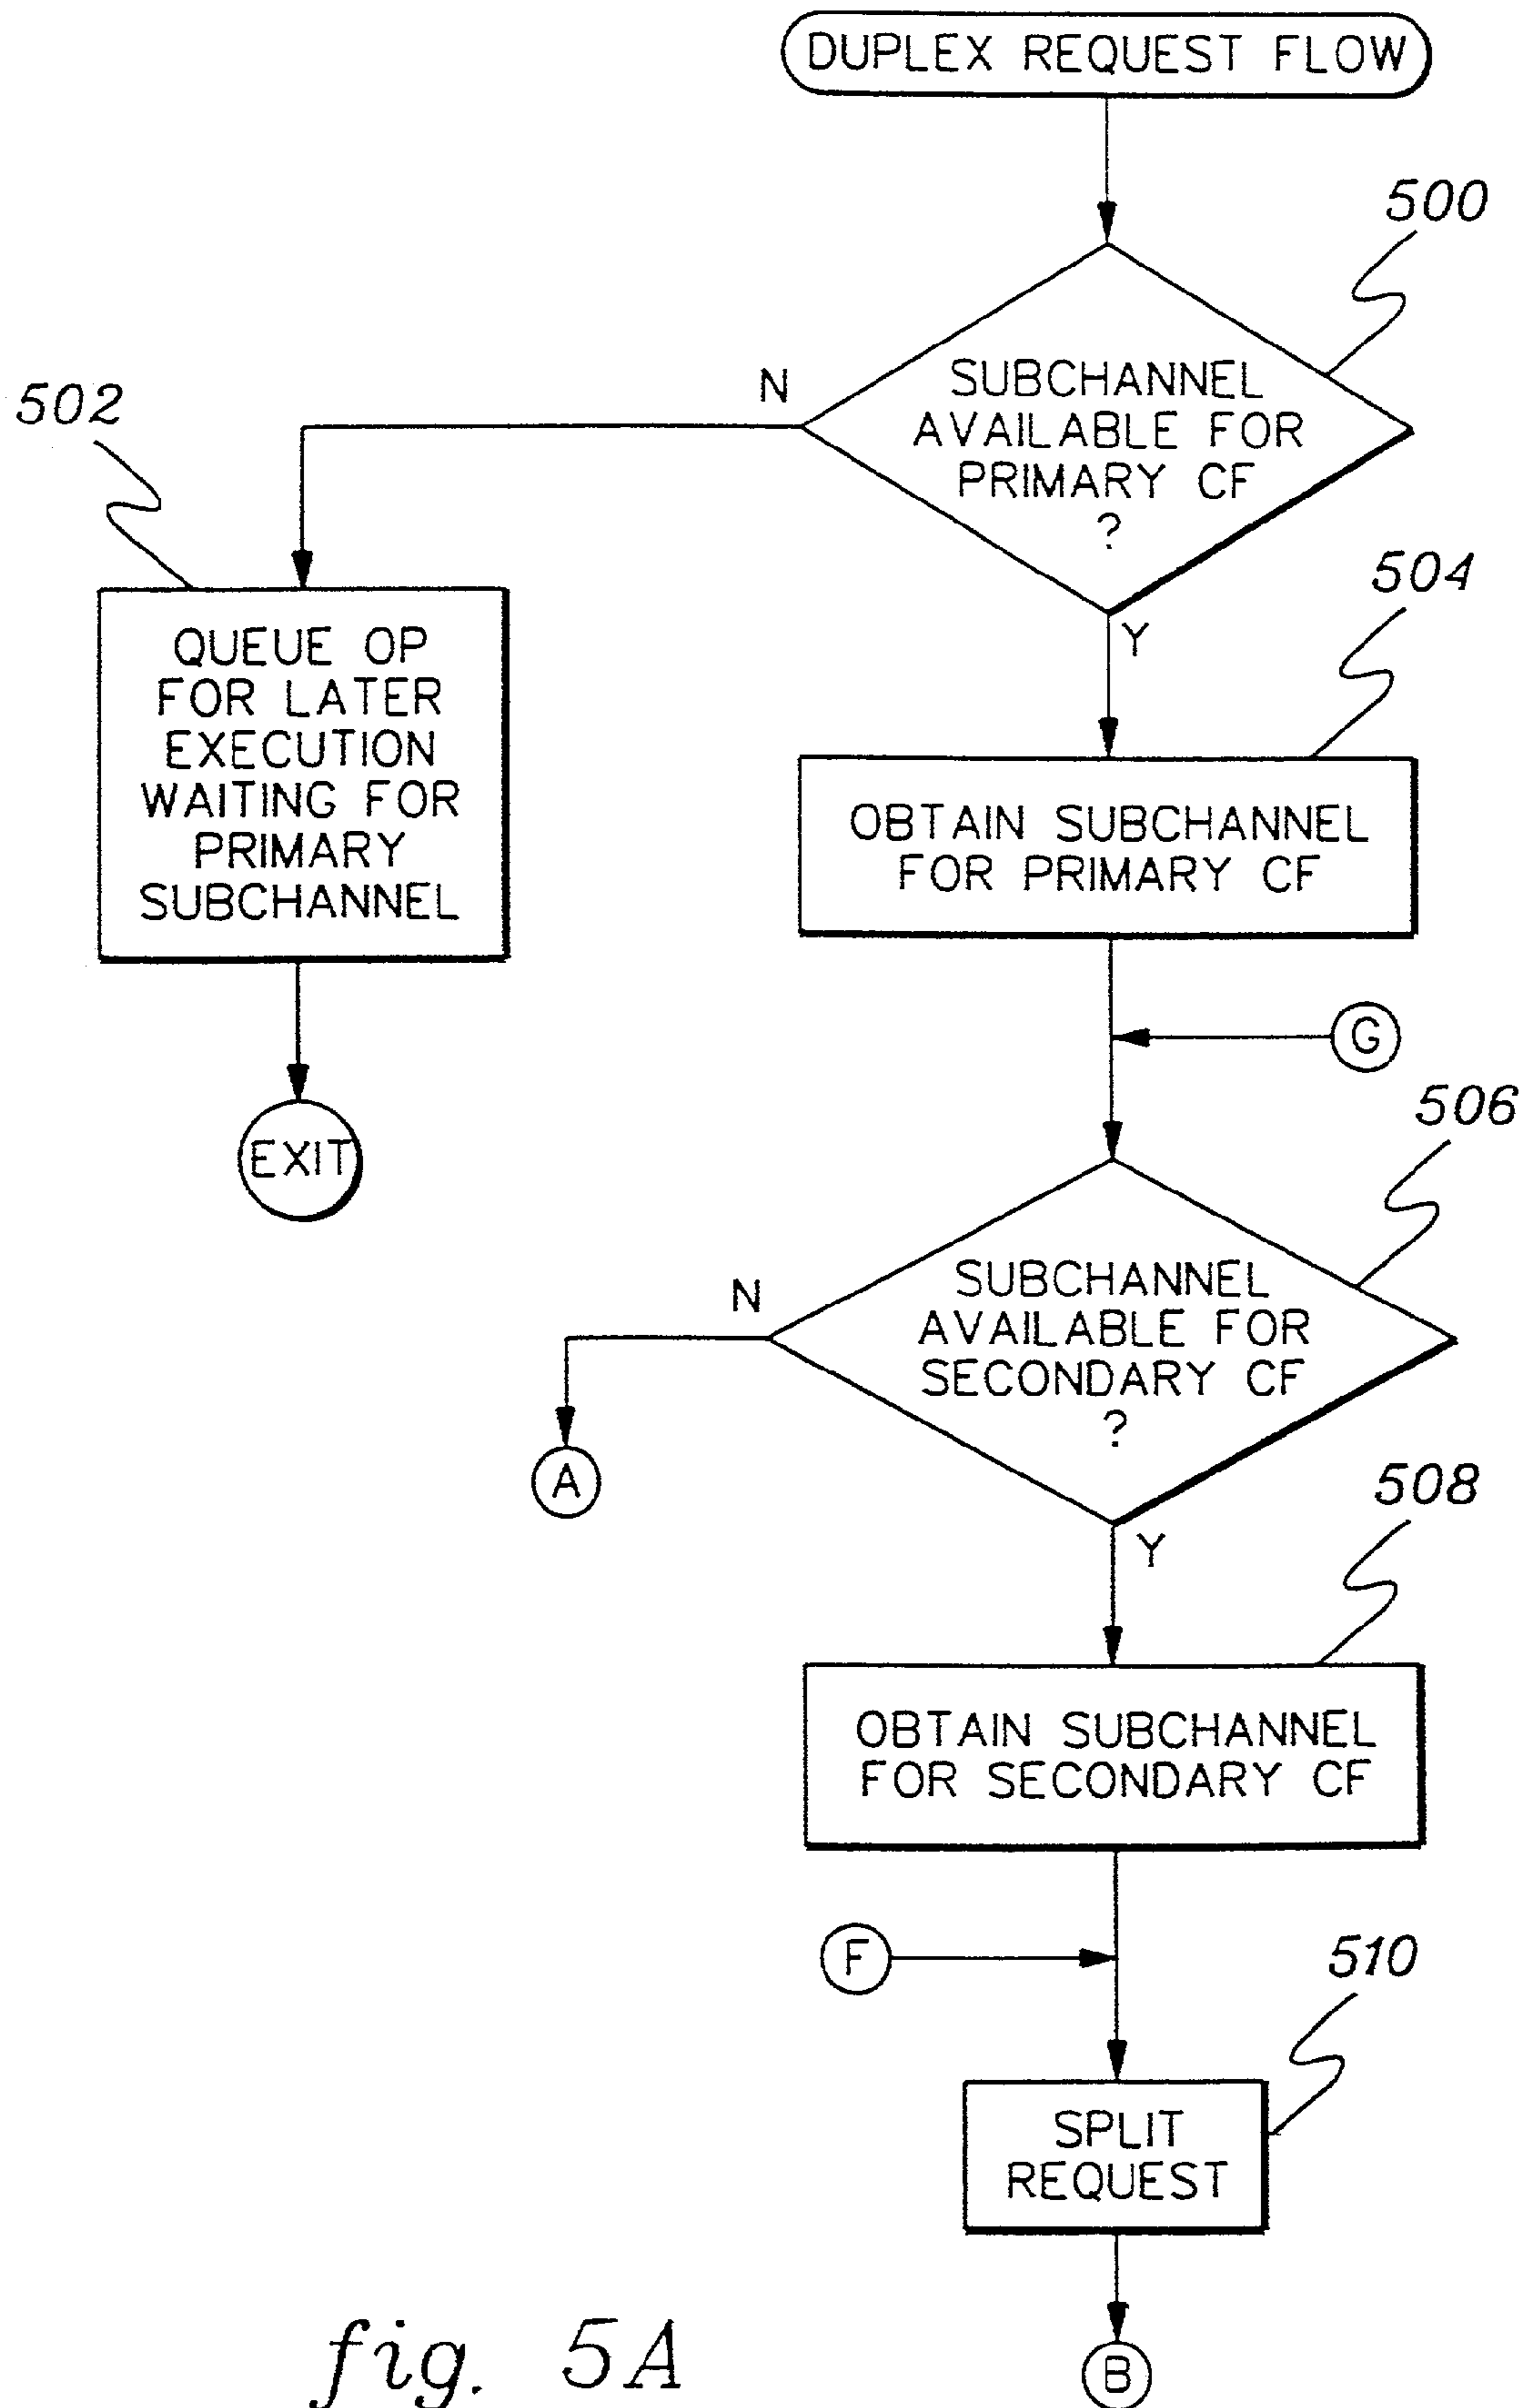 DUPLEX REQUEST FLOW
500
SUBCHANNEL
AVAILABLE FOR
PRIMARY CF
?
N
Y
502
QUEUE OP
FOR LATER
EXECUTION
WAITING FOR
PRIMARY
SUBCHANNEL
EXIT
504
OBTAIN SUBCHANNEL
FOR PRIMARY CF
G
506
SUBCHANNEL
AVAILABLE FOR
SECONDARY CF
?
N
A
Y
508
OBTAIN SUBCHANNEL
FOR SECONDARY CF
F
510
SPLIT
REQUEST
B
fig. 5A